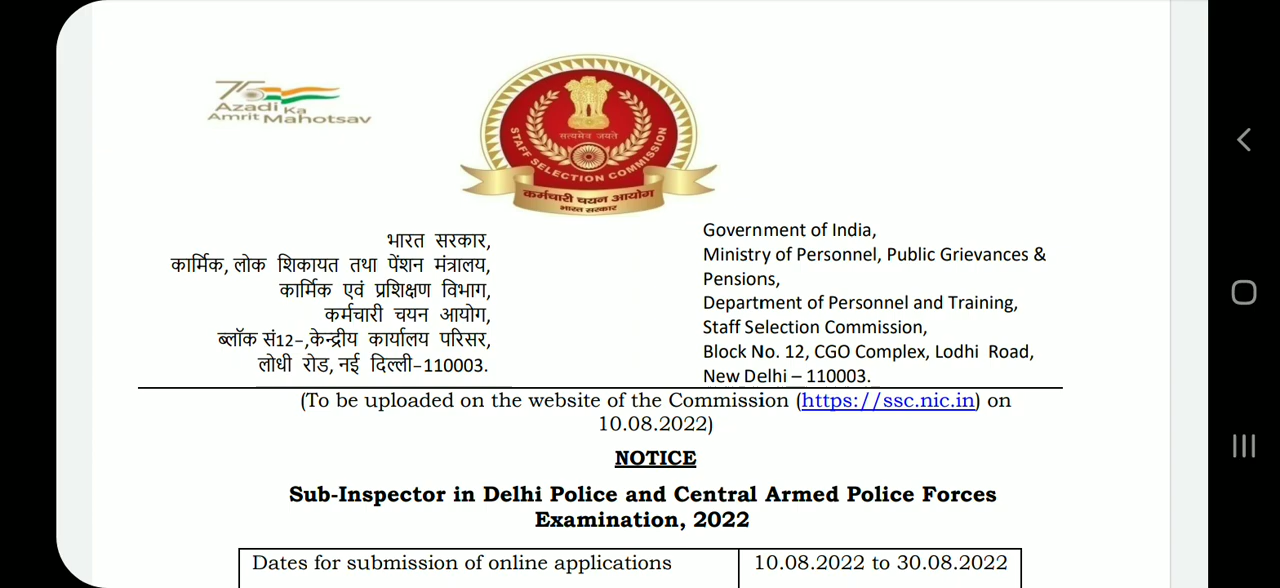 75
Azadi Ka
Amrit Mahotsav
सत्यमेव जयते
STAFF SELECTION COMMISSION
कर्मचारी चयन आयोग
भारत सरकार
भारत सरकार,
कार्मिक, लोक शिकायत तथा पेंशन मंत्रालय,
कार्मिक एवं प्रशिक्षण विभाग,
कर्मचारी चयन आयोग,
ब्लॉक सं12-,केन्द्रीय कार्यालय परिसर,
लोधी रोड, नई दिल्ली-110003.
Government of India,
Ministry of Personnel, Public Grievances &
Pensions,
Department of Personnel and Training,
Staff Selection Commission,
Block No. 12, CGO Complex, Lodhi Road,
New Delhi – 110003.
(To be uploaded on the website of the Commission (https://ssc.nic.in) on
10.08.2022)
NOTICE
Sub-Inspector in Delhi Police and Central Armed Police Forces
Examination, 2022
Dates for submission of online applications 10.08.2022 to 30.08.2022